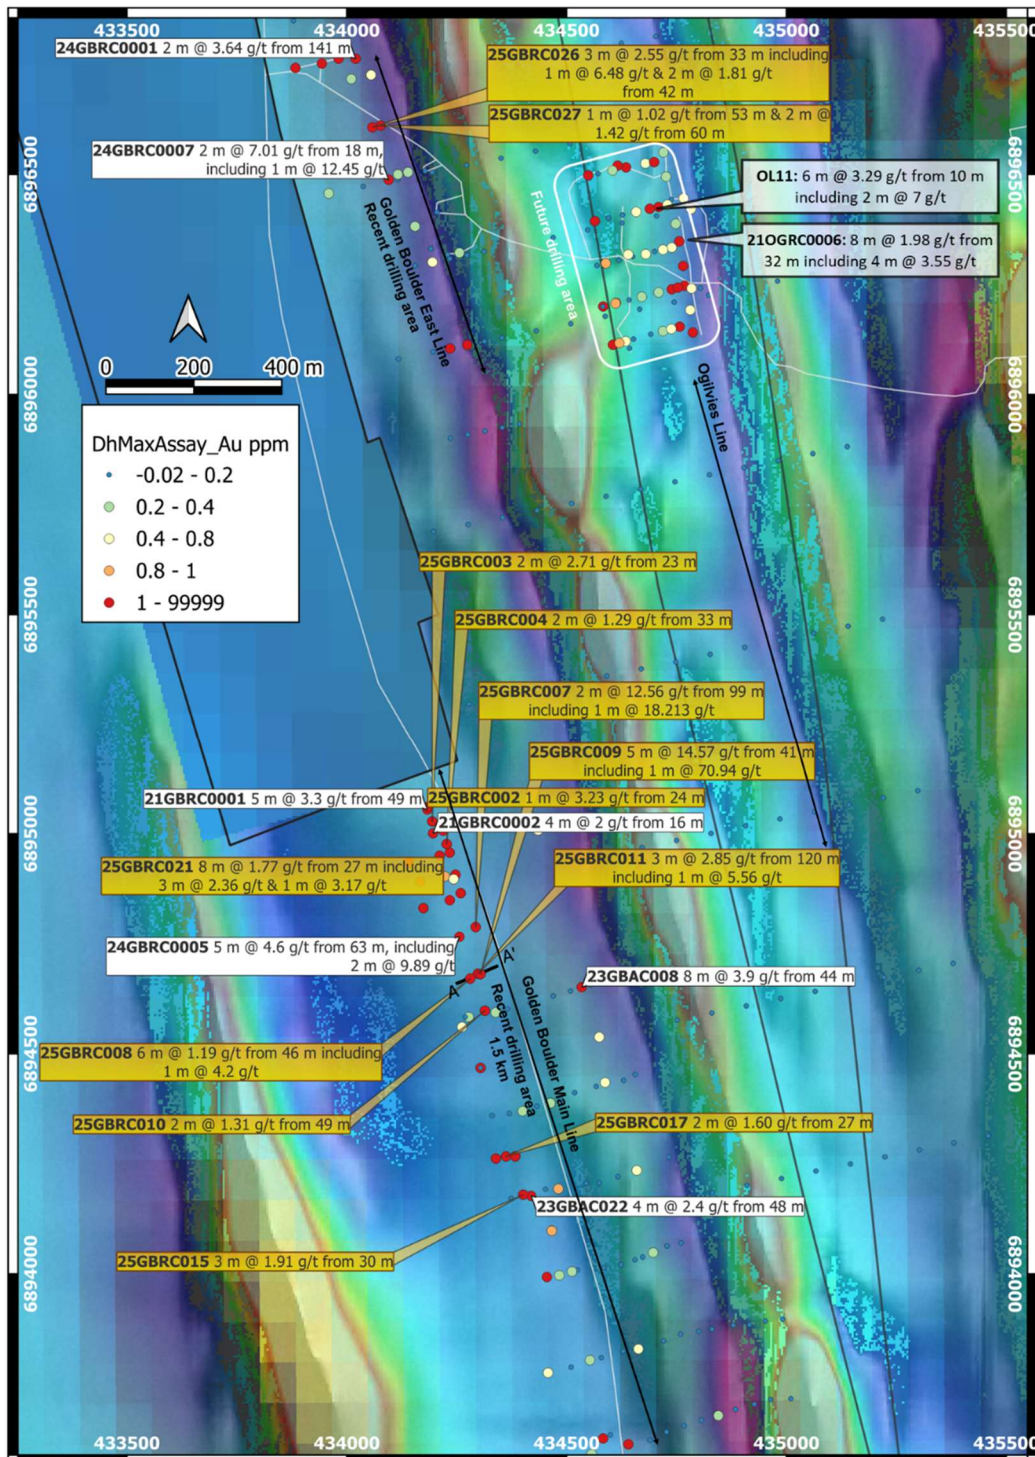 433500
434000
434500
435000
435500
24GBRC0001 2 m @ 3.64 g/t from 141 m
25GBRC026 3 m @ 2.55 g/t from 33 m including
1 m @ 6.48 g/t & 2 m @ 1.81 g/t
from 42 m
25GBRC027 1 m @ 1.02 from 53 m & 2 m @
1.42 g/t from 60 m
24GBRC0007 2 m @ 7.01 g/t from 18 m,
including 1 m @ 12.45 g/t
OL11: 6 m @ 3.29 g/t from 10 m
including 2 m @ 7 g/t
21OGRC0006: 8 m @ 1.98 g/t from
32 m including 4 m @ 3.55 g/t
6896500
6896500
Golden Boulder East Line
Recent drilling area
Future drilling area
Ogilvies Line
0 200 400 m
6896000
6896000
DhMaxAssay_Au ppm
-0.02 - 0.2
0.2 - 0.4
0.4 - 0.8
0.8 - 1
1 - 99999
25GBRC003 2 m @ 2.71 g/t from 23 m
25GBRC004 2 m @ 1.29 g/t from 33 m
6895500
6895500
25GBRC007 2 m @ 12.56 g/t from 99 m
including 1 m @ 18.213 g/t
25GBRC009 5 m @ 14.57 g/t from 41 m
including 1 m @ 70.94 g/t
21GBRC0001 5 m @ 3.3 g/t from 49 m
25GBRC002 1 m @ 3.23 g/t from 24 m
21GBRC0002 4 m @ 2 g/t from 16 m
6895000
6895000
25GBRC021 8 m @ 1.77 g/t from 27 m including
3 m @ 2.36 g/t & 1 m @ 3.17 g/t
25GBRC011 3 m @ 2.85 g/t from 120 m
including 1 m @ 5.56 g/t
24GBRC0005 5 m @ 4.6 g/t from 63 m, including
2 m @ 9.89 g/t
A
A'
23GBAC008 8 m @ 3.9 g/t from 44 m
Golden Boulder Main Line
Recent drilling area
1.5 km
25GBRC008 6 m @ 1.19 g/t from 46 m including
1 m @ 4.2 g/t
6894500
6894500
25GBRC010 2 m @ 1.31 g/t from 49 m
25GBRC017 2 m @ 1.60 g/t from 27 m
23GBAC022 4 m @ 2.4 g/t from 48 m
25GBRC015 3 m @ 1.91 g/t from 30 m
6894000
6894000
433500
434000
434500
435000
435500